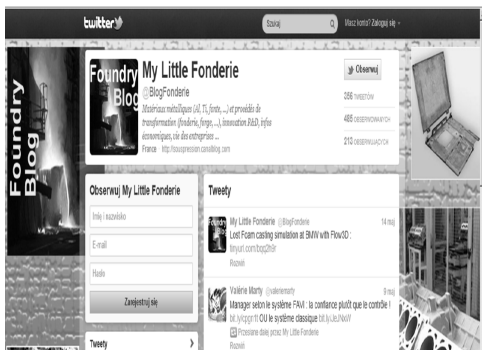 twitter
Szukaj
Masz konto? Zaloguj się
Foundry
Blog
Foundry
Blog
My Little Fonderie
@BlogFonderie
Matériaux métalliques (Al, Ti, fonte, ...) et procédés de
transformation (fonderie, forge, ...), innovation R&D, infos
économiques, vie des entreprises ...
France
Obserwuj
356 TWEETÓW
485 OBSERWOWANYCH
213 OBSERWUJĄCYCH
Obserwuj My Little Fonderie
Imię i nazwisko
E-mail
Hasło
Zarejestruj się
Tweety
Tweety
My Little Fonderie @BlogFonderie 14 maj
Lost Foam casting simulation at BMW with Flow3D :
Rozwiń
Valérie Marty @valeriemarty 9 maj
Manager selon le système FAVI : la confiance plutôt que le contrôle !
OU le système classique
Przesłane dalej przez My Little Fonderie
Rozwiń